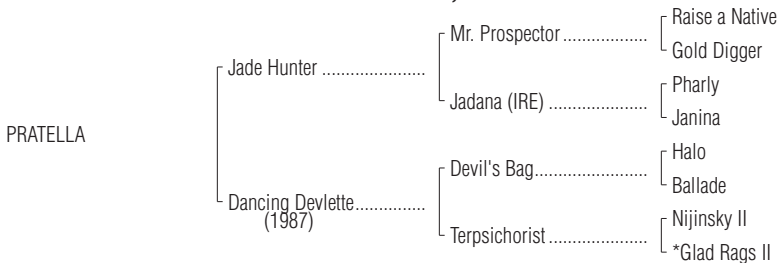 Raise a Native
Mr. Prospector ...................
Gold Digger
Jade Hunter ......................
Pharly
Jadana (IRE) ......................
Janina
PRATELLA
Halo
Devil's Bag.........................
Ballade
Dancing Devlette...............
(1987)
Nijinsky II
Terpsichorist ......................
*Glad Rags II